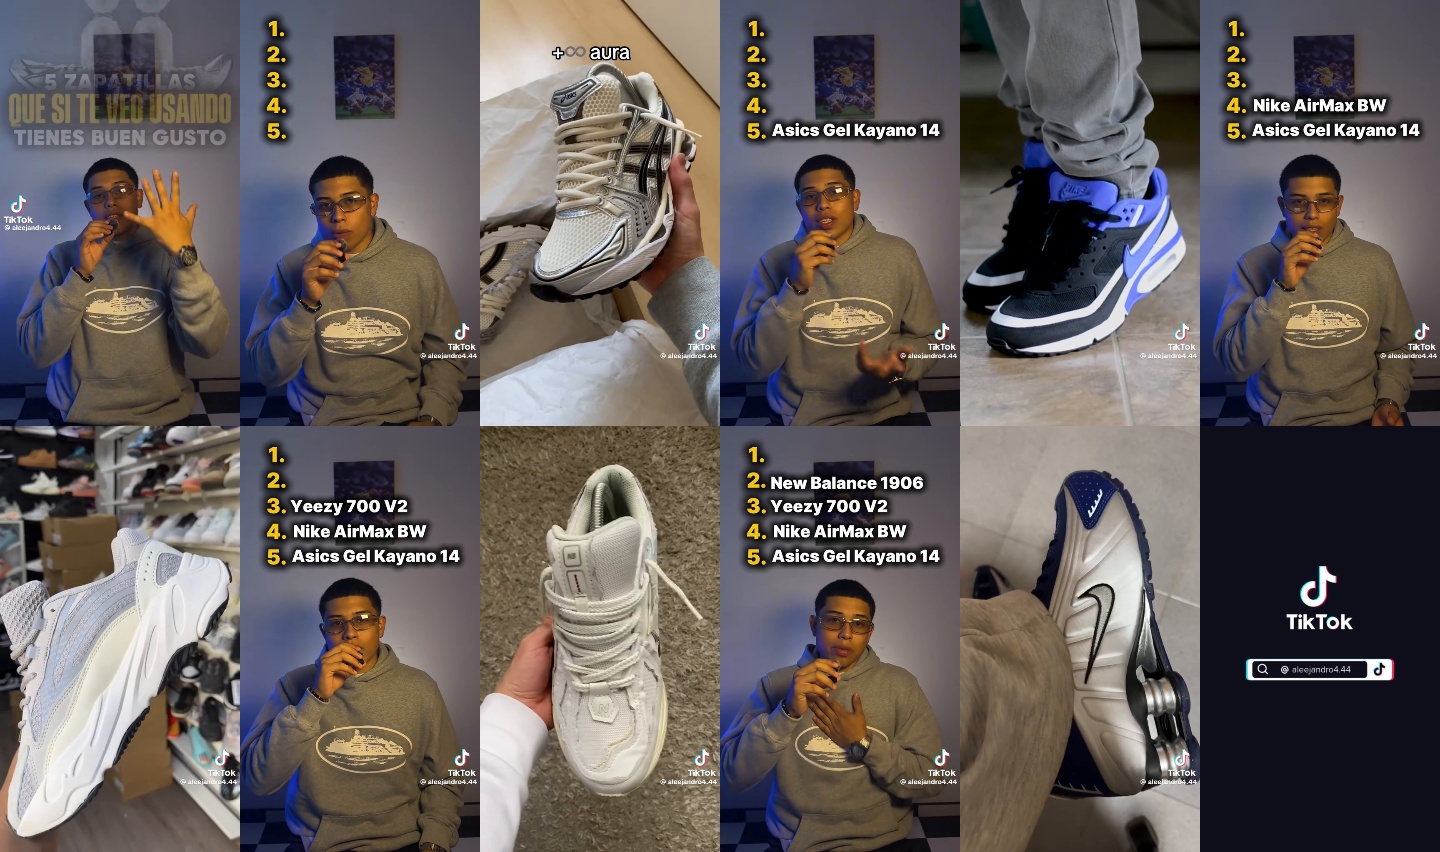 5 ZAPATILLAS
QUE SI TE VEO USANDO
TIENES BUEN GUSTO
TikTok
@aleejandro4.44
1.
2.
3.
4.
5.
TikTok
@aleejandro4.44
+∞ aura
TikTok
@aleejandro4.44
1.
2.
3.
4.
5. Asics Gel Kayano 14
TikTok
@aleejandro4.44
TikTok
@aleejandro4.44
1.
2.
3.
4. Nike AirMax BW
5. Asics Gel Kayano 14
TikTok
@aleejandro4.44
TikTok
@aleejandro4.44
1.
2.
3. Yeezy 700 V2
4. Nike AirMax BW
5. Asics Gel Kayano 14
TikTok
@aleejandro4.44
TikTok
@aleejandro4.44
1.
2. New Balance 1906
3. Yeezy 700 V2
4. Nike AirMax BW
5. Asics Gel Kayano 14
TikTok
@aleejandro4.44
TikTok
@aleejandro4.44
TikTok
@aleejandro4.44